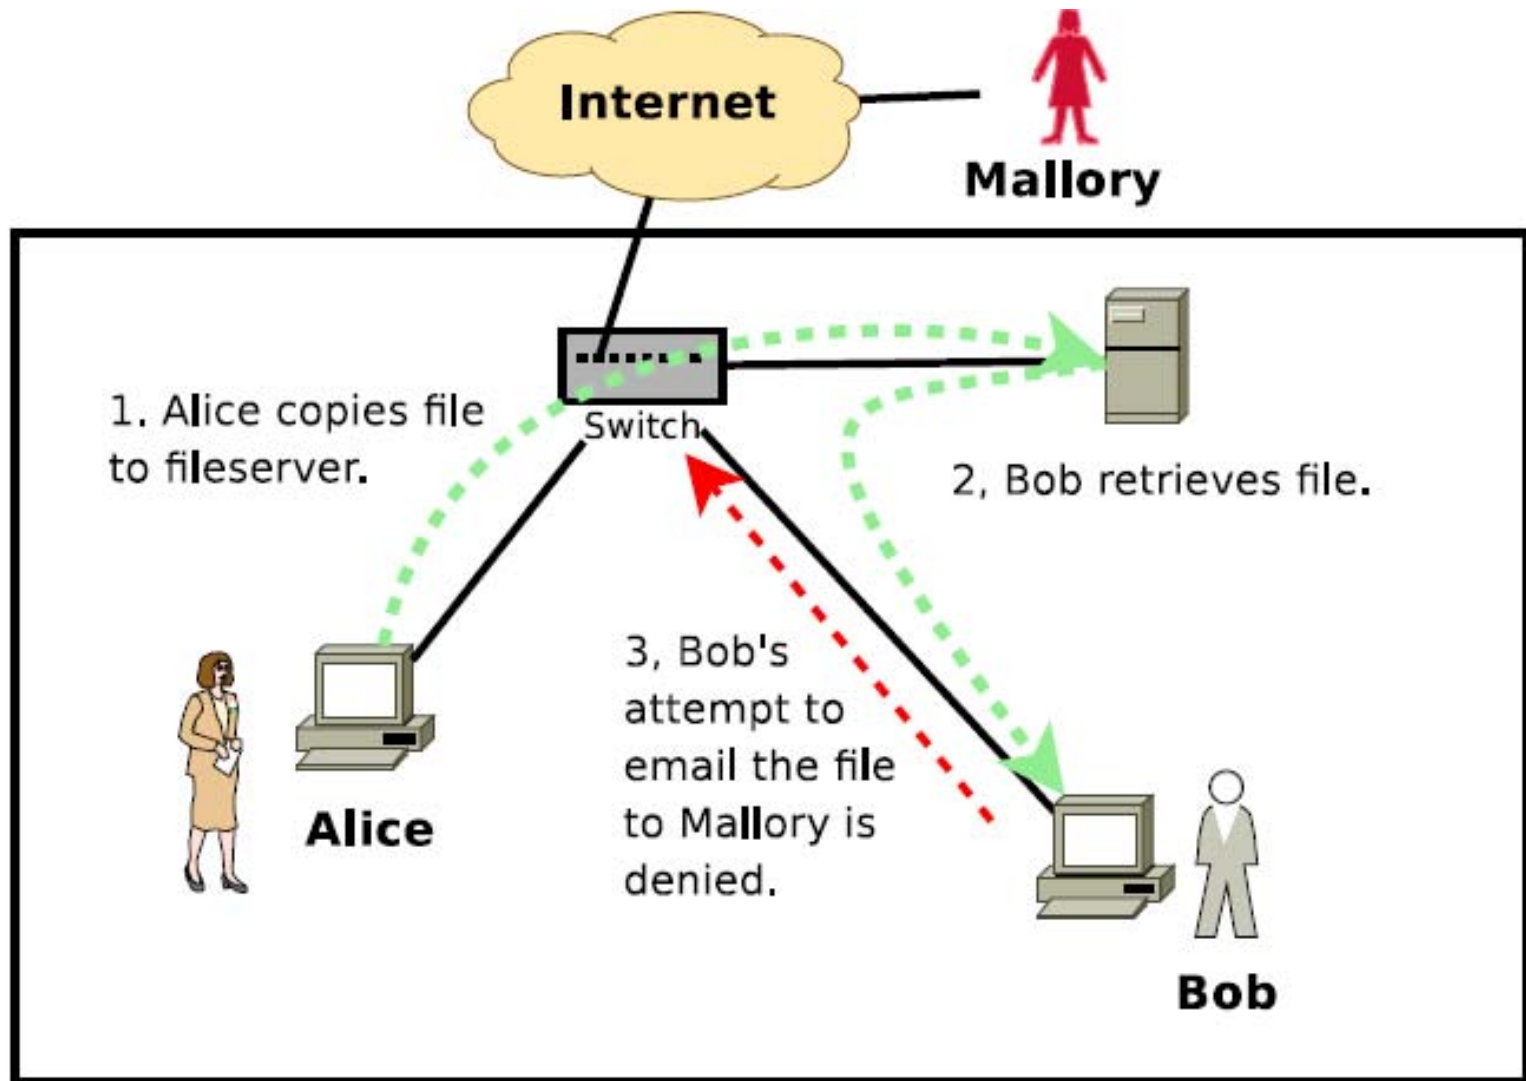 Internet
Mallory
1. Alice copies file
to fileserver.
Switch
2, Bob retrieves file.
3, Bob's
attempt to
email the file
to Mallory is
denied.
Alice
Bob